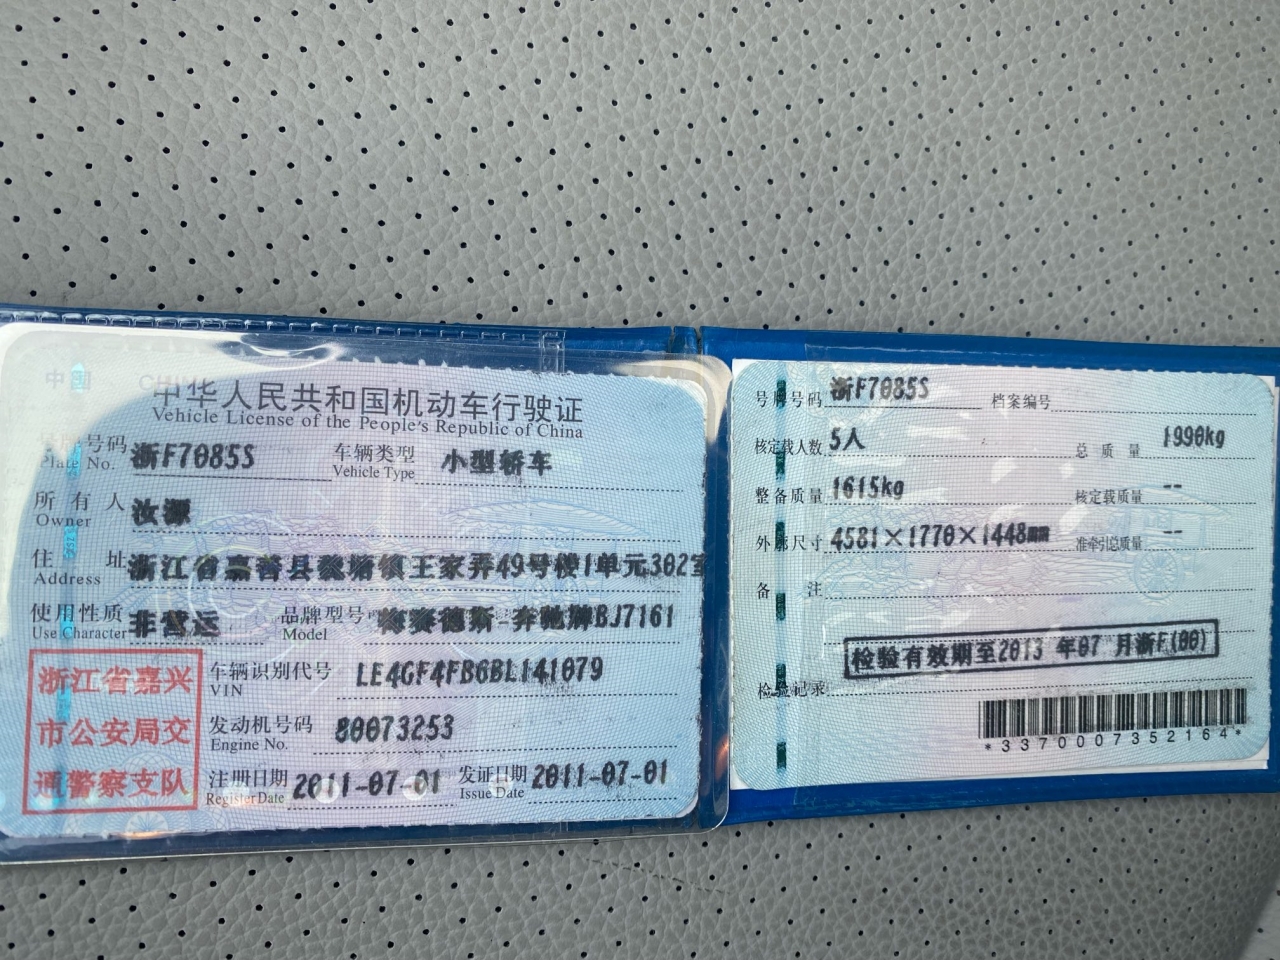 中华人民共和国机动车行驶证
Vehicle License of the People's Republic of China
号牌号码 浙F7085S 车辆类型 小型轿车
Plate No. Vehicle Type
所有人 汝源
Owner
住址 浙江省嘉善县魏塘镇王家弄49号楼1单元302室
Address
使用性质 非营运 品牌型号 梅赛德斯-奔驰牌BJ7161
Use Character Model
浙江省嘉兴
市公安局交
通警察支队
车辆识别代号 LE4GF4FB6BL141079
VIN
发动机号码 80073253
Engine No.
注册日期 2011-07-01 发证日期 2011-07-01
Register Date Issue Date
号牌号码 浙F7085S 档案编号
核定载人数 5人 总质量 1990kg
整备质量 1615kg 核定载质量 --
外廓尺寸 4581×1770×1448mm 准牵引总质量 --
备注
检验有效期至2013 年07 月浙F(00)
检验记录
*3370007352164*